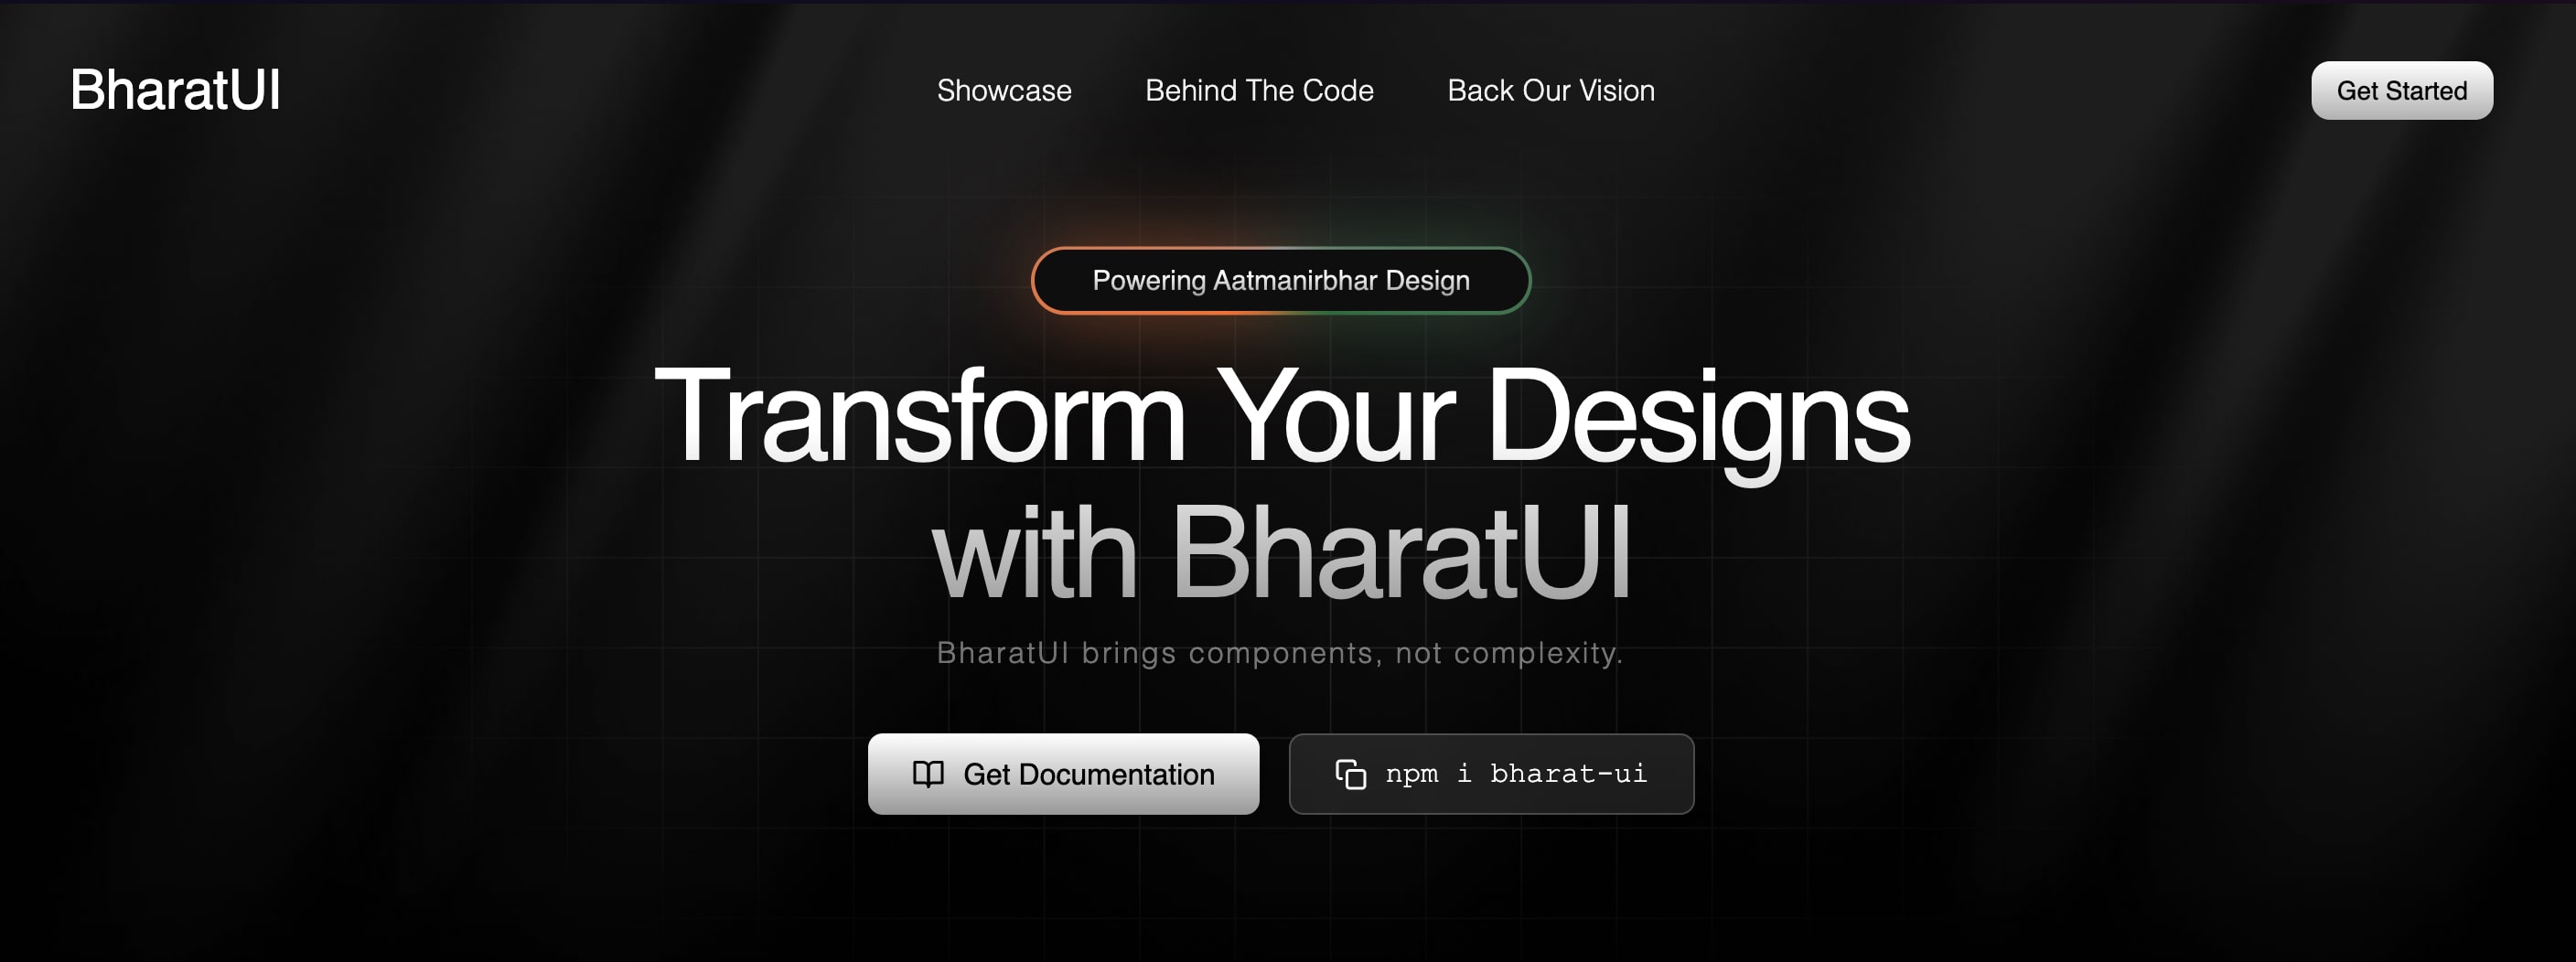 BharatUI
Showcase
Behind The Code
Back Our Vision
Get Started
Powering Aatmanirbhar Design
Transform Your Designs
with BharatUI
BharatUI brings components, not complexity.
Get Documentation
npm i bharat-ui